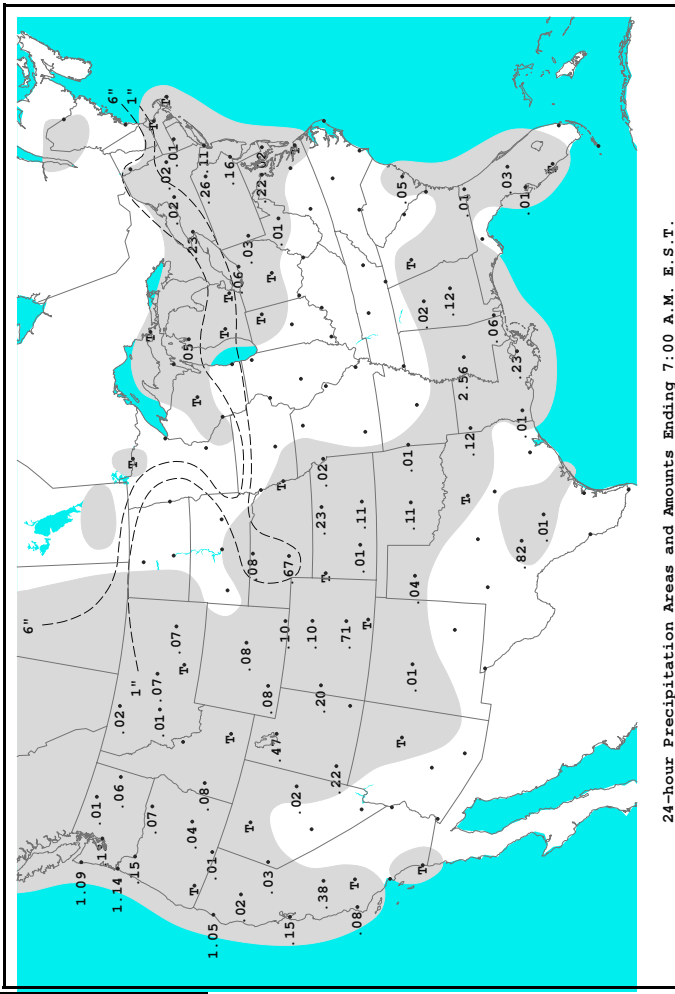 6"
1.09
.01
.13
6"
1.14
.06
.02
1"
T
.15
1"
T
.07
T
.01
.07
T
.02
.01
.02
T
.07
.05
.23
T
.04
T
.11
.08
.26
1.05
.01
T
T
.16
T
.06
.02
.08
.03
T
.08
.02
.22
T
.03
.08
T
.47
.01
T
.10
.67
.15
T
.02
.10
.20
.23
.02
.38
T
.22
.71
T
.08
.01
.11
T
.05
T
.01
.11
T
.01
.04
T
.02
.12
2.56
.01
T
.12
.06
.03
.23
.01
.82
.01
.01
T
24-hour Precipitation Areas and Amounts Ending 7:00 A.M. E.S.T.